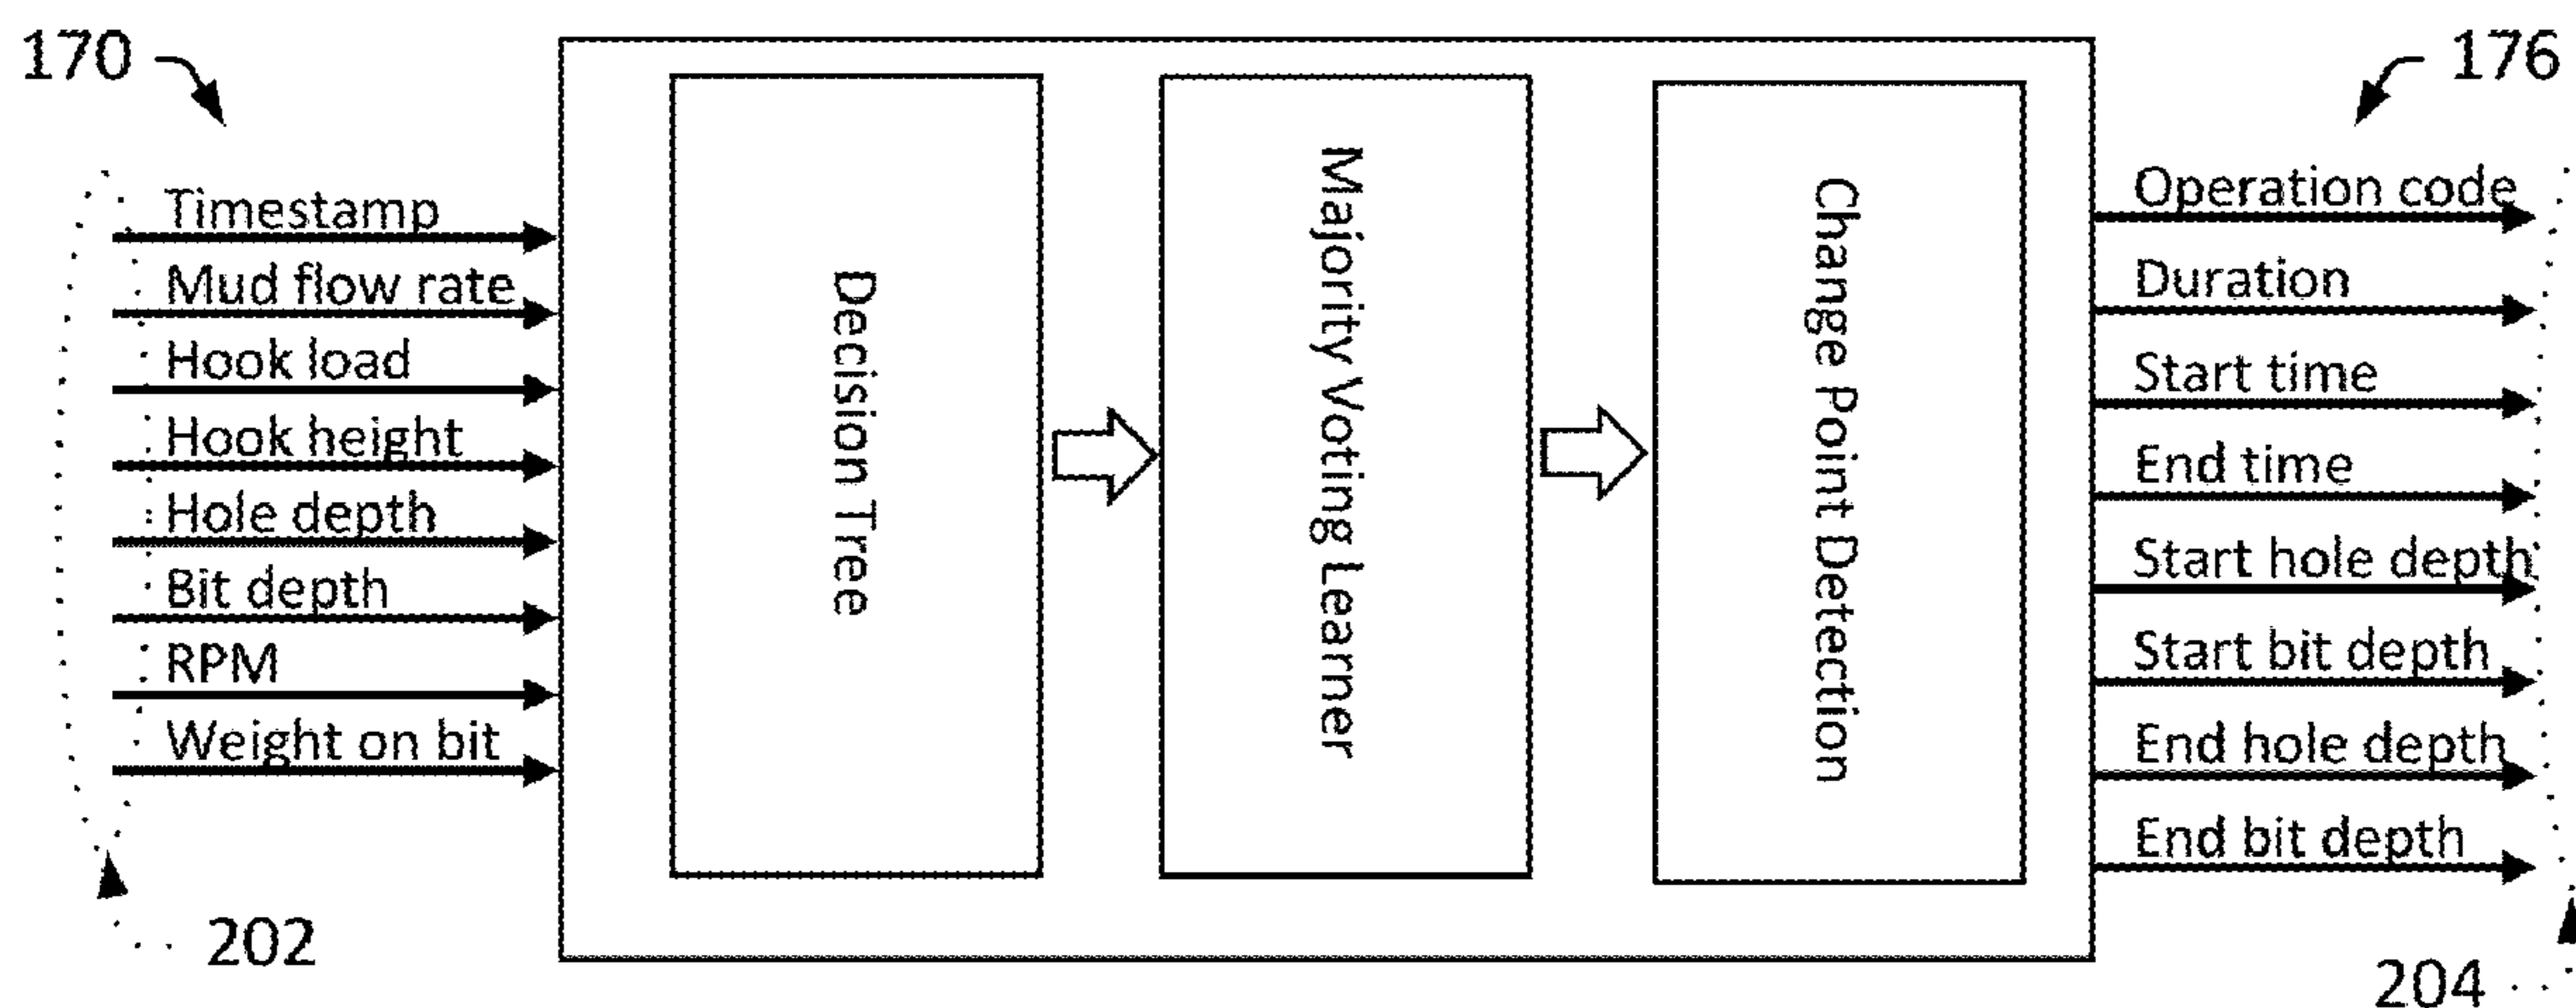 170
176
Timestamp
Mud flow rate
Hook load
Hook height
Hole depth
Bit depth
RPM
Weight on bit
202
Decision Tree
Majority Voting Learner
Change Point Detection
Operation code
Duration
Start time
End time
Start hole depth
Start bit depth
End hole depth
End bit depth
204